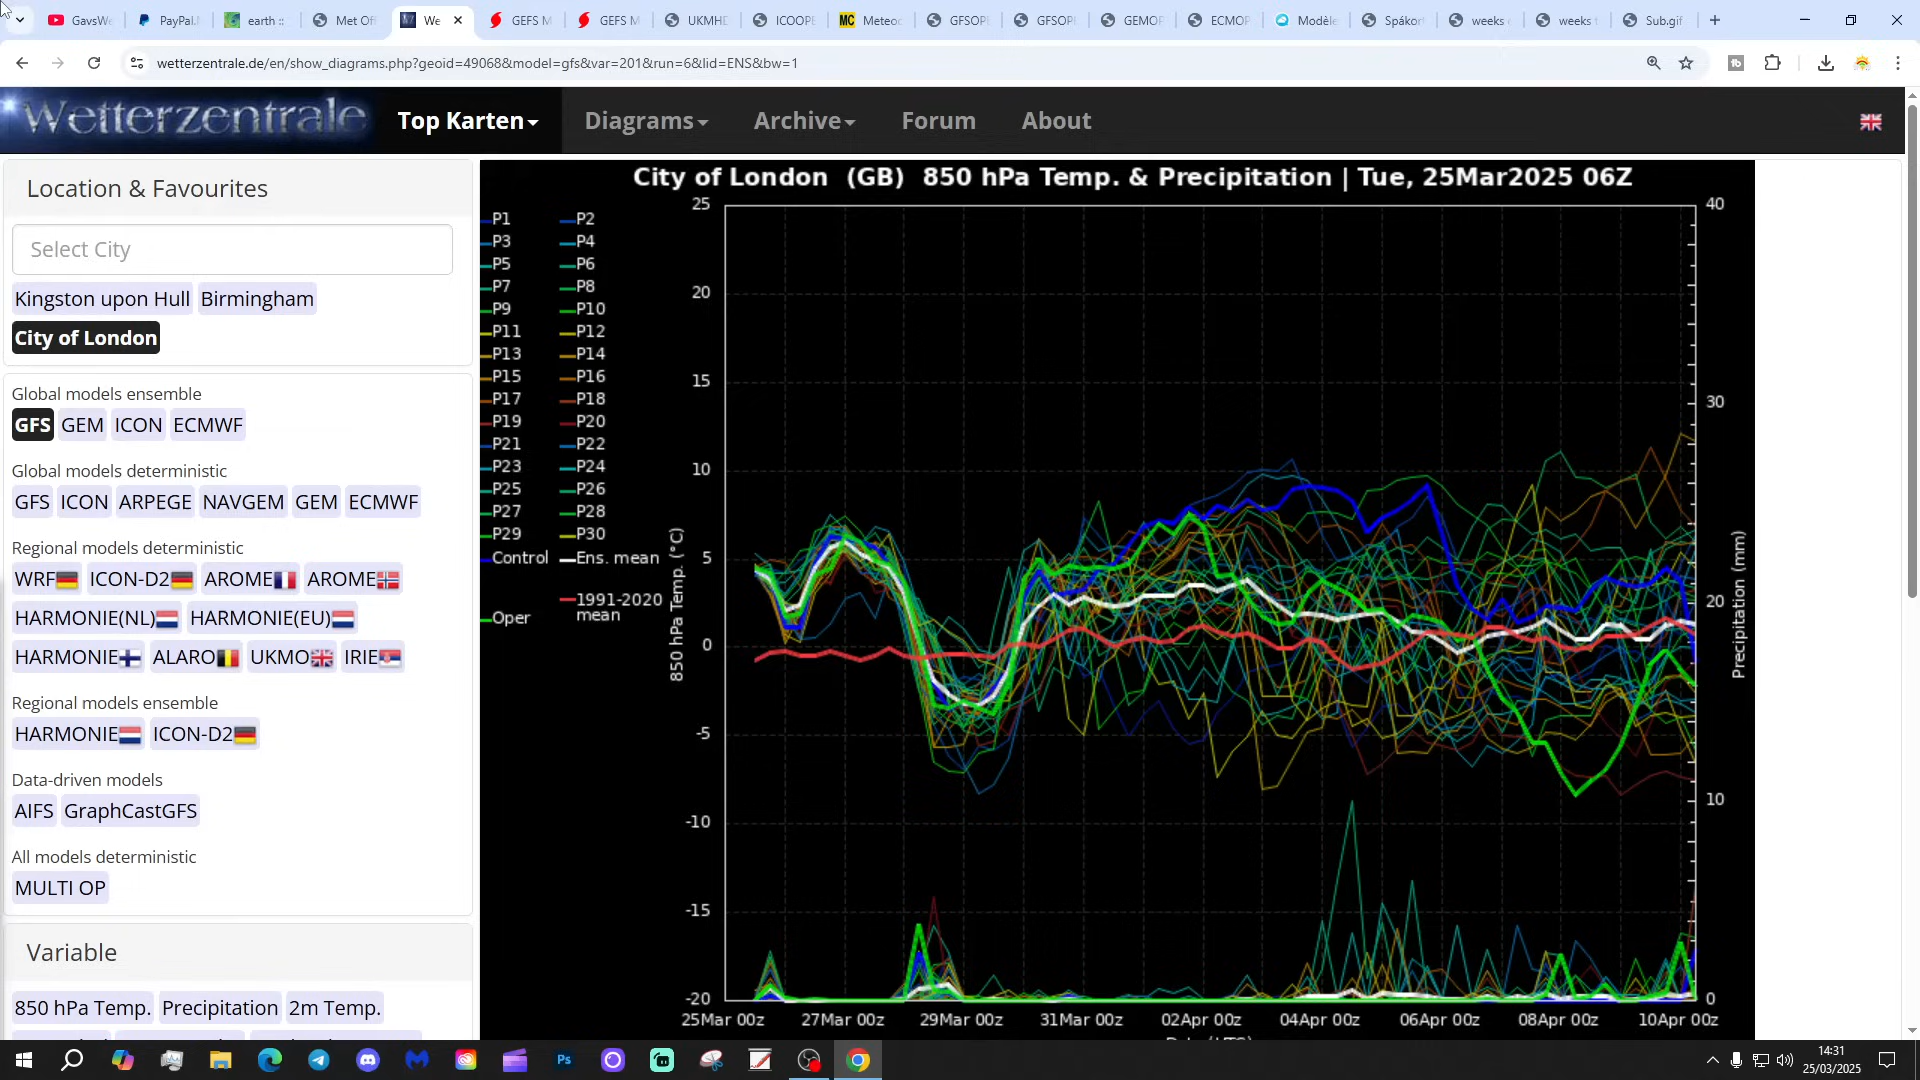 GavsWe
PayPal.
earth ::
Met Off
We
GEFS M
GEFS M
UKMHD
ICOOPE
MC Meteoc
GFSOPE
GFSOPE
GEMOP
ECMOP
Modèle
Spákor
weeks
weeks
Sub.gif
wetterzentrale.de/en/show_diagrams.php?geoid=49068&model=gfs&var=201&run=6&lid=ENS&bw=1
Wetterzentrale
Top Karten
Diagrams
Archive
Forum
About
Location & Favourites
Select City
Kingston upon Hull Birmingham
City of London
Global models ensemble
GFS GEM ICON ECMWF
Global models deterministic
GFS ICON ARPEGE NAVGEM GEM ECMWF
Regional models deterministic
WRF ICON-D2 AROME AROME
HARMONIE(NL) HARMONIE(EU)
HARMONIE ALARO UKMO IRIE
Regional models ensemble
HARMONIE ICON-D2
Data-driven models
AIFS GraphCastGFS
All models deterministic
MULTI OP
Variable
850 hPa Temp. Precipitation 2m Temp.
City of London (GB) 850 hPa Temp. & Precipitation | Tue, 25Mar2025 06Z
P1 P2
P3 P4
P5 P6
P7 P8
P9 P10
P11 P12
P13 P14
P15 P16
P17 P18
P19 P20
P21 P22
P23 P24
P25 P26
P27 P28
P29 P30
Control Ens. mean
Oper 1991-2020
mean
850 hPa Temp. (°C)
25
20
15
10
5
0
-5
-10
-15
-20
40
30
20
10
0
Precipitation (mm)
25Mar 00z 27Mar 00z 29Mar 00z 31Mar 00z 02Apr 00z 04Apr 00z 06Apr 00z 08Apr 00z 10Apr 00z
Ps
14:31
25/03/2025